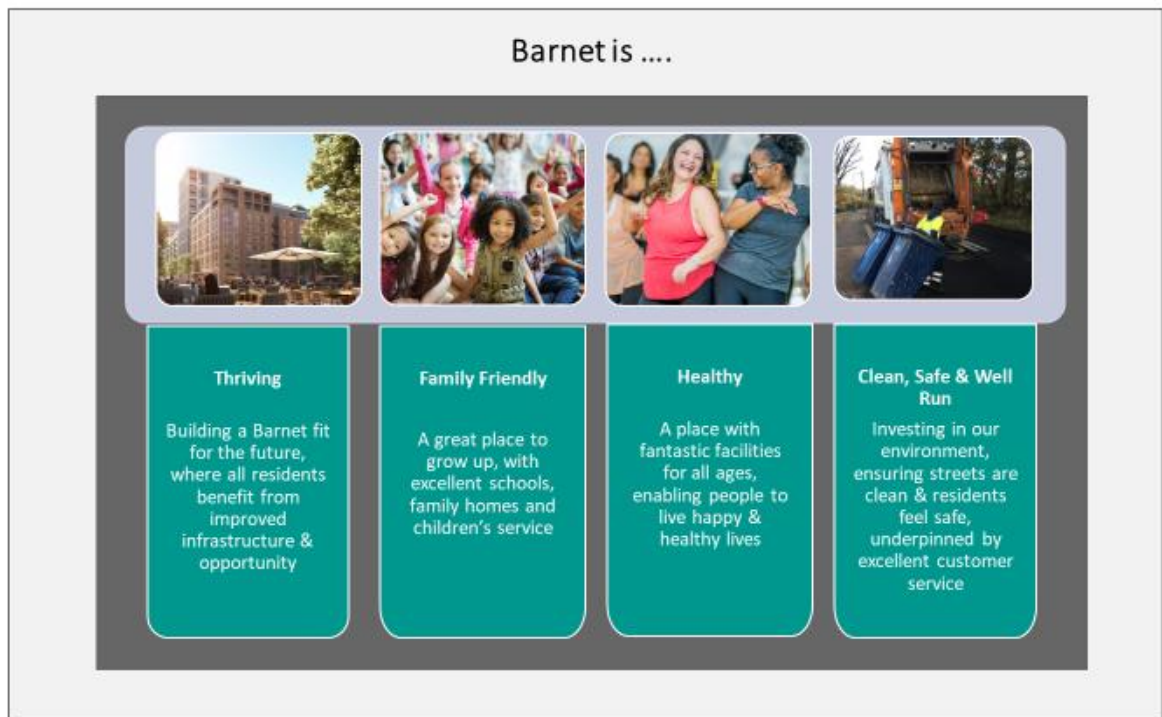 Barnet is ....
Thriving
Building a Barnet fit
for the future,
where all residents
benefit from
improved
infrastructure &
opportunity
Family Friendly
A great place to
grow up, with
excellent schools,
family homes and
children's service
Healthy
A place with
fantastic facilities
for all ages,
enabling people to
live happy &
healthy lives
Clean, Safe & Well
Run
Investing in our
environment,
ensuring streets are
clean & residents
feel safe,
underpinned by
excellent customer
service